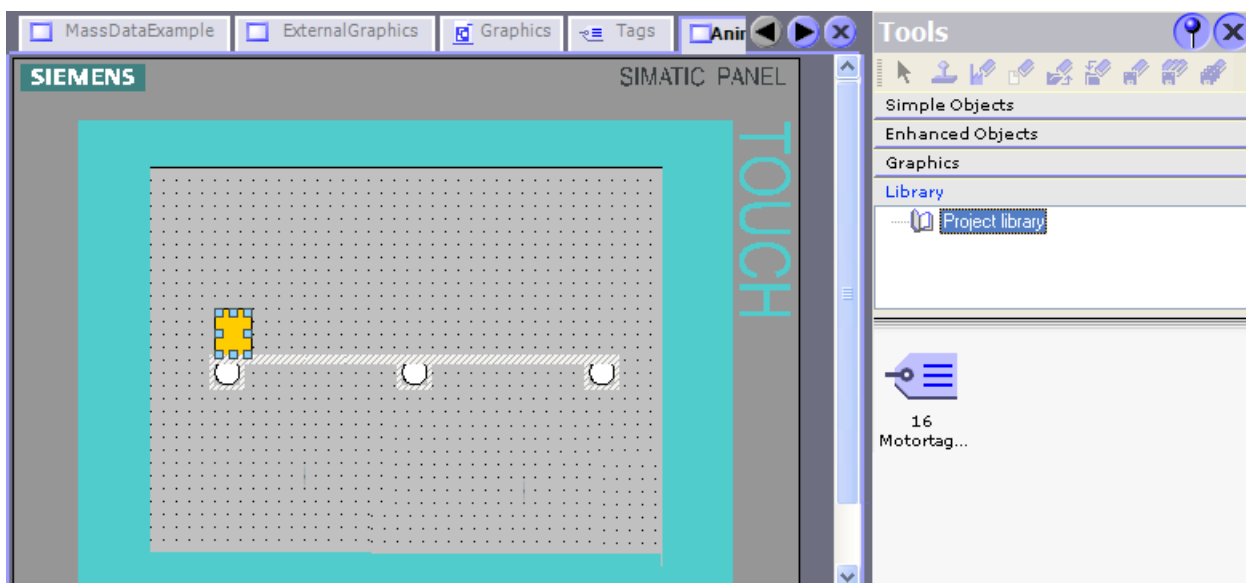 MassDataExample
ExternalGraphics
Graphics
Tags
Anir
SIEMENS
SIMATIC PANEL
TOUCH
Tools
Simple Objects
Enhanced Objects
Graphics
Library
Project library
16
Motortag...